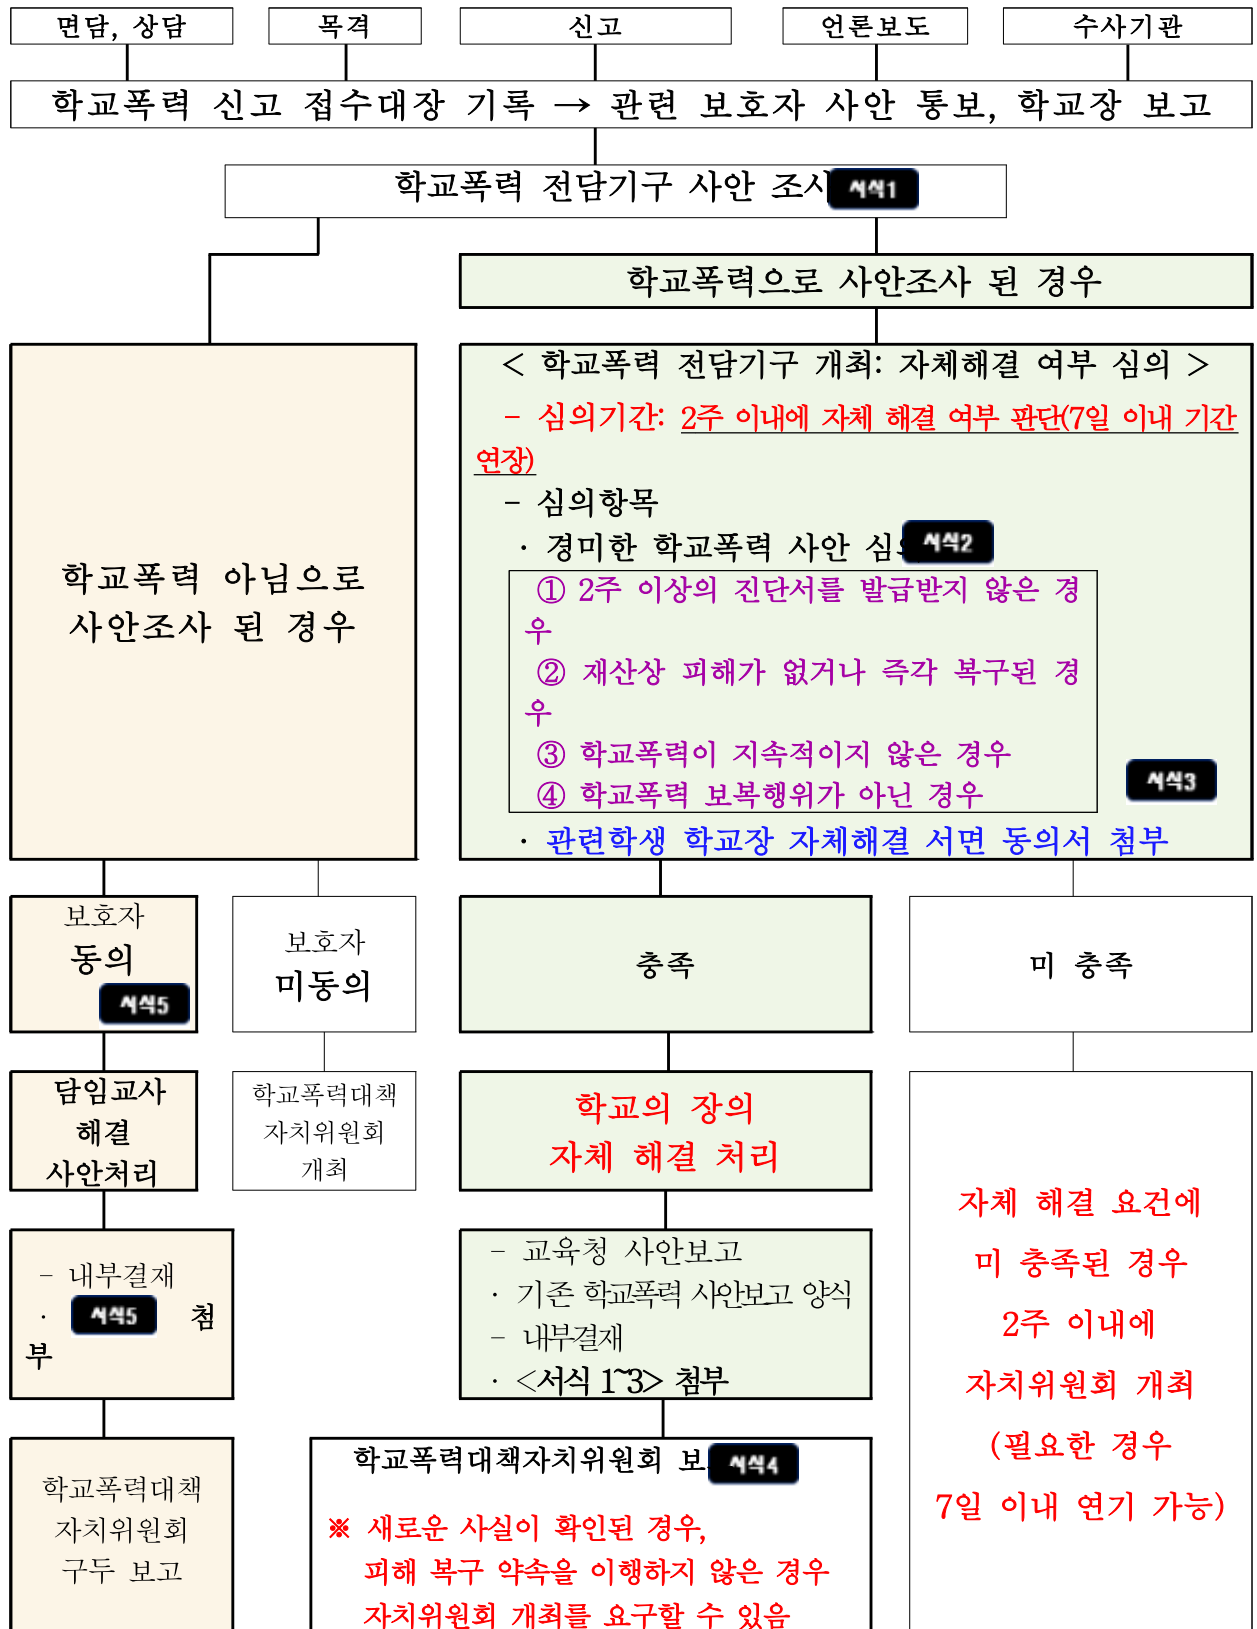 면담, 상담
목격
신고
언론보도
수사기관
학교폭력 신고 접수대장 기록 → 관련 보호자 사안 통보, 학교장 보고
학교폭력 전담기구 사안 조사 서식1
학교폭력으로 사안조사 된 경우
학교폭력 아님으로
사안조사 된 경우
< 학교폭력 전담기구 개최: 자체해결 여부 심의 >
- 심의기간: 2주 이내에 자체 해결 여부 판단(7일 이내 기간
연장)
- 심의항목
· 경미한 학교폭력 사안 심의 서식2
① 2주 이상의 진단서를 발급받지 않은 경
우
② 재산상 피해가 없거나 즉각 복구된 경
우
③ 학교폭력이 지속적이지 않은 경우
④ 학교폭력 보복행위가 아닌 경우
서식3
· 관련학생 학교장 자체해결 서면 동의서 첨부
보호자
동의
서식5
보호자
미동의
충족
미 충족
담임교사
해결
사안처리
학교폭력대책
자치위원회
개최
학교의 장의
자체 해결 처리
자체 해결 요건에
미 충족된 경우
2주 이내에
자치위원회 개최
(필요한 경우
7일 이내 연기 가능)
- 내부결재
· 서식5 첨
부
- 교육청 사안보고
· 기존 학교폭력 사안보고 양식
- 내부결재
· <서식 1~3> 첨부
학교폭력대책
자치위원회
구두 보고
학교폭력대책자치위원회 보 서식4
※ 새로운 사실이 확인된 경우,
피해 복구 약속을 이행하지 않은 경우
자치위원회 개최를 요구할 수 있음